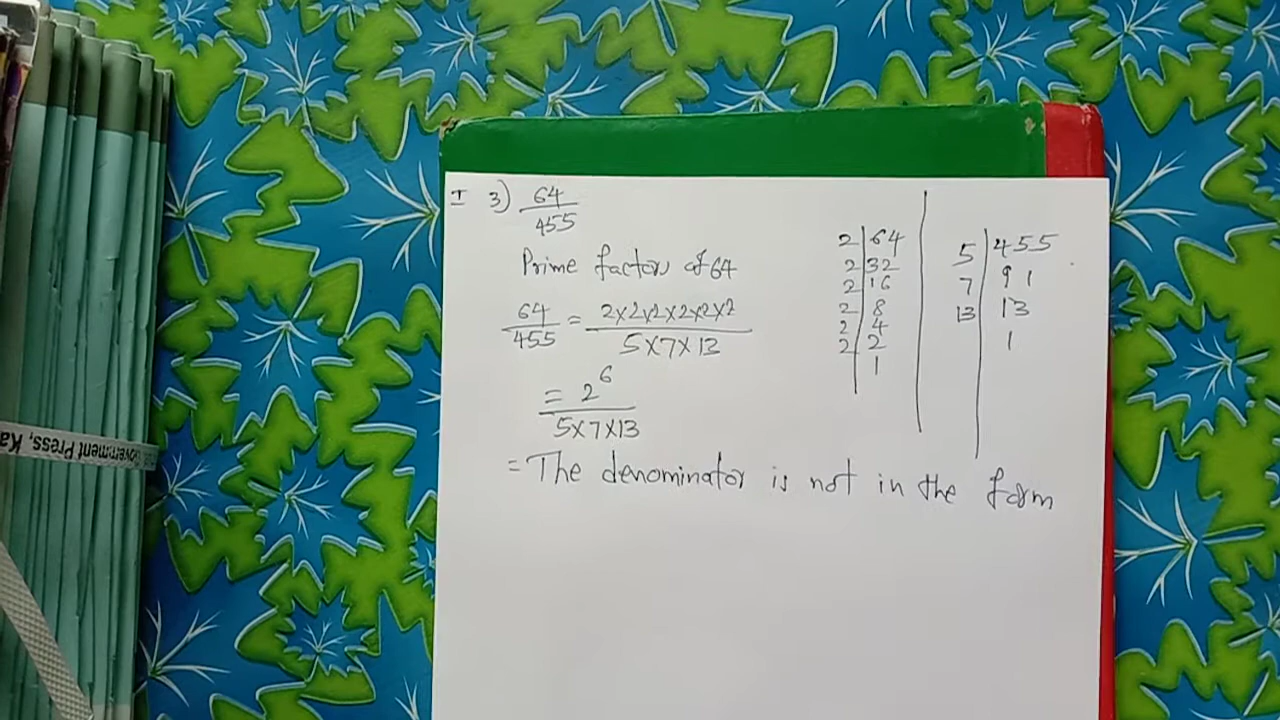 I 3) 64/455
Prime factors of 64
64/455 = 2×2×2×2×2×2/5×7×13
= 2^6/5×7×13
= The denominator is not in the form
2 | 64
2 | 32
2 | 16
2 | 8
2 | 4
2 | 2
1
5 | 455
7 | 91
13 | 13
1
Government Press, Ka